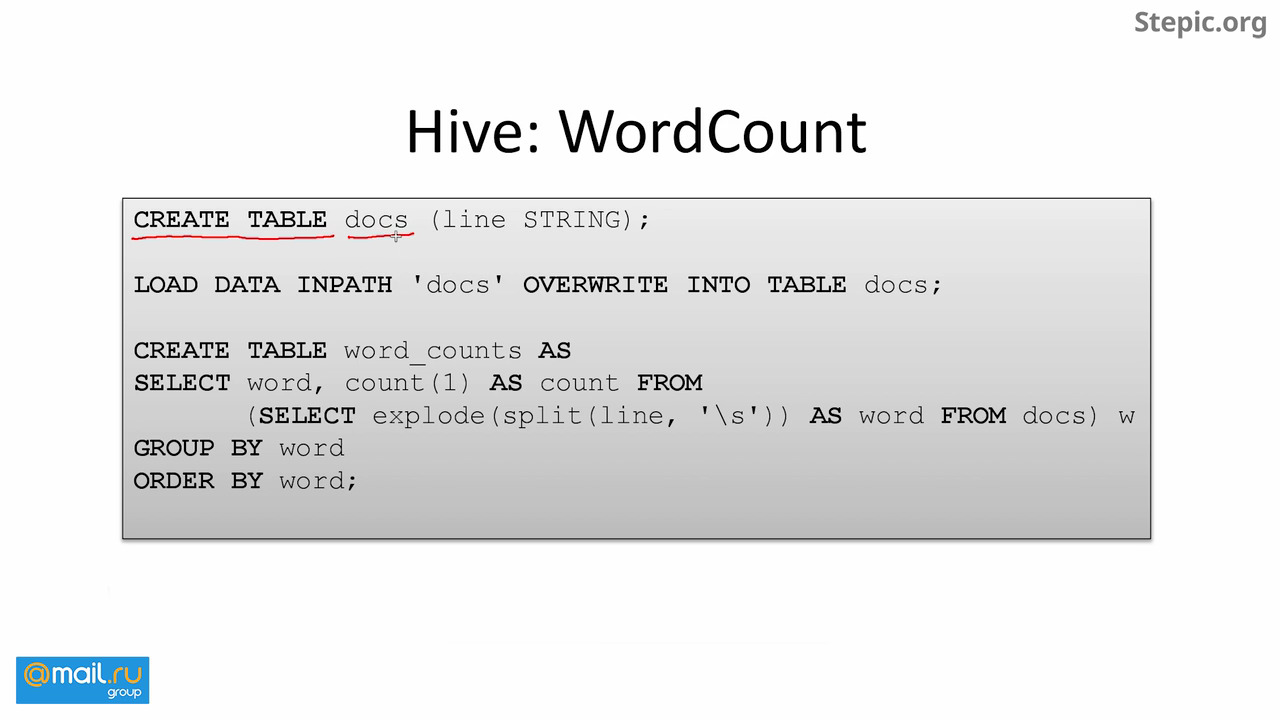 Stepic.org
Hive: WordCount
CREATE TABLE docs (line STRING);
LOAD DATA INPATH 'docs' OVERWRITE INTO TABLE docs;
CREATE TABLE word_counts AS
SELECT word, count(1) AS count FROM
(SELECT explode(split(line, '\s')) AS word FROM docs) w
GROUP BY word
ORDER BY word;
@mail.ru
group